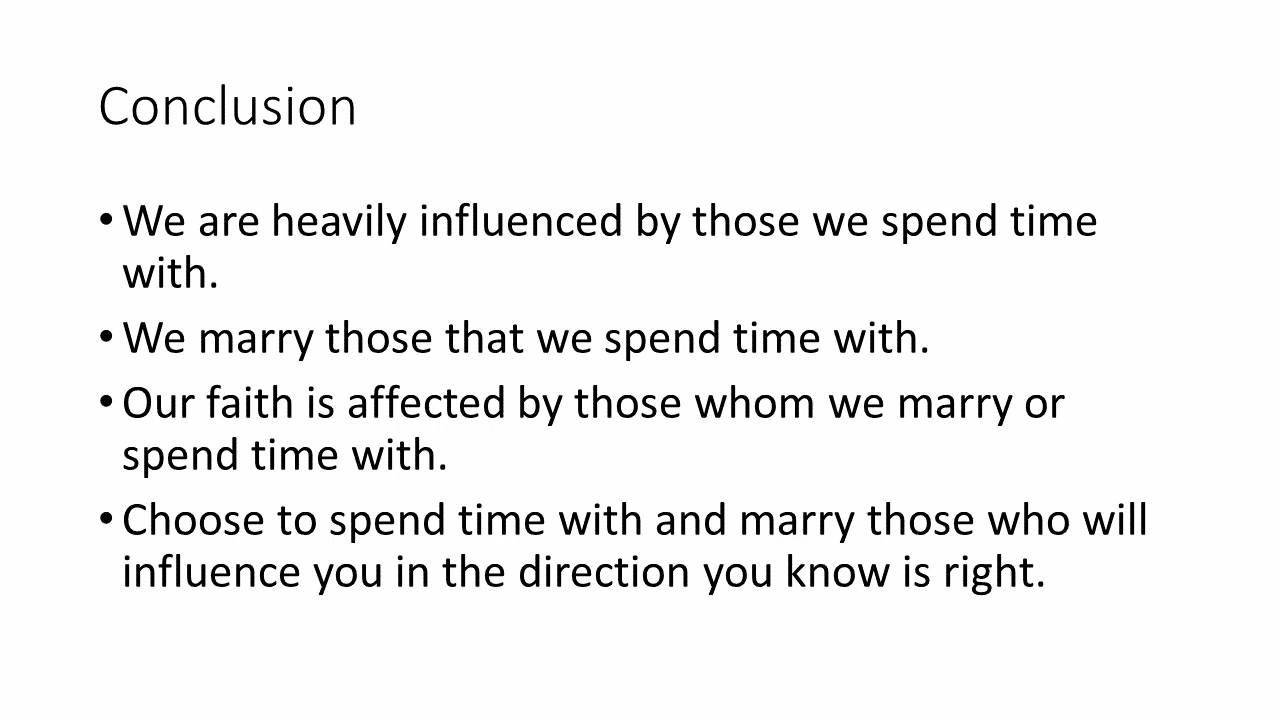 Conclusion
• We are heavily influenced by those we spend time
with.
• We marry those that we spend time with.
• Our faith is affected by those whom we marry or
spend time with.
• Choose to spend time with and marry those who will
influence you in the direction you know is right.